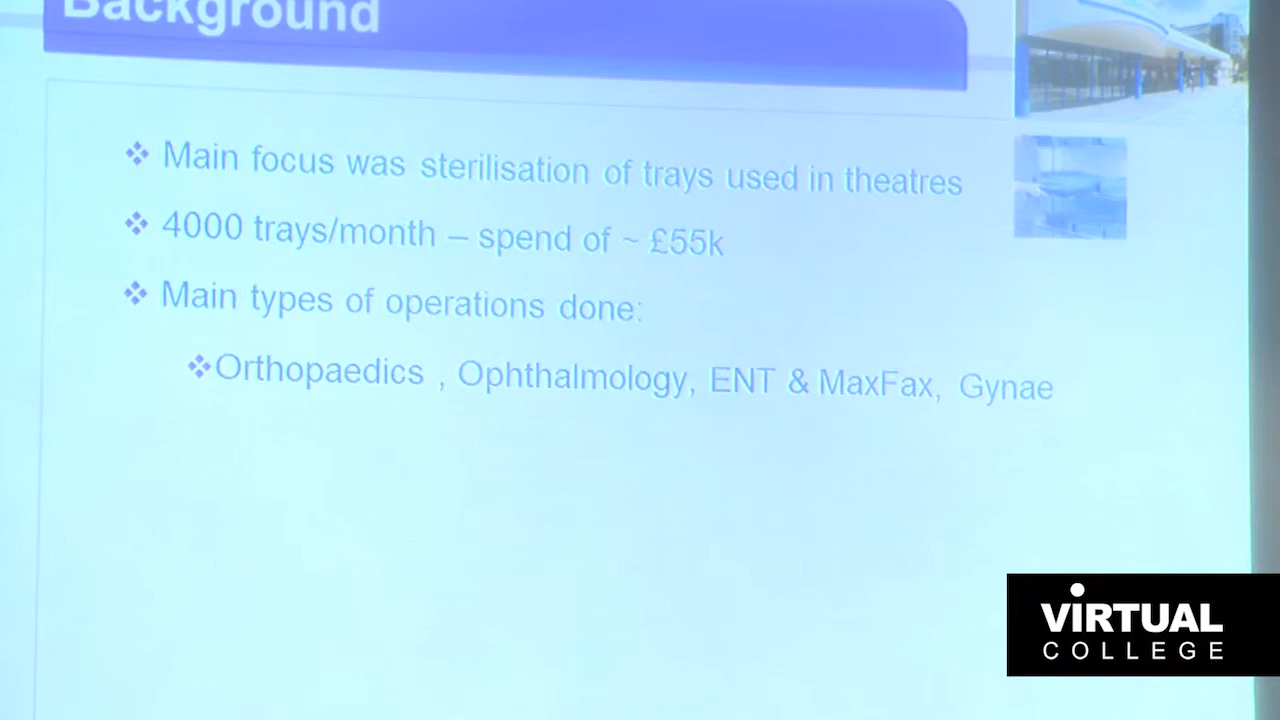 Background
❖ Main focus was sterilisation of trays used in theatres
❖ 4000 trays/month – spend of ~ £55k
❖ Main types of operations done:
❖Orthopaedics , Ophthalmology, ENT & MaxFax, Gynae
VIRTUAL
COLLEGE